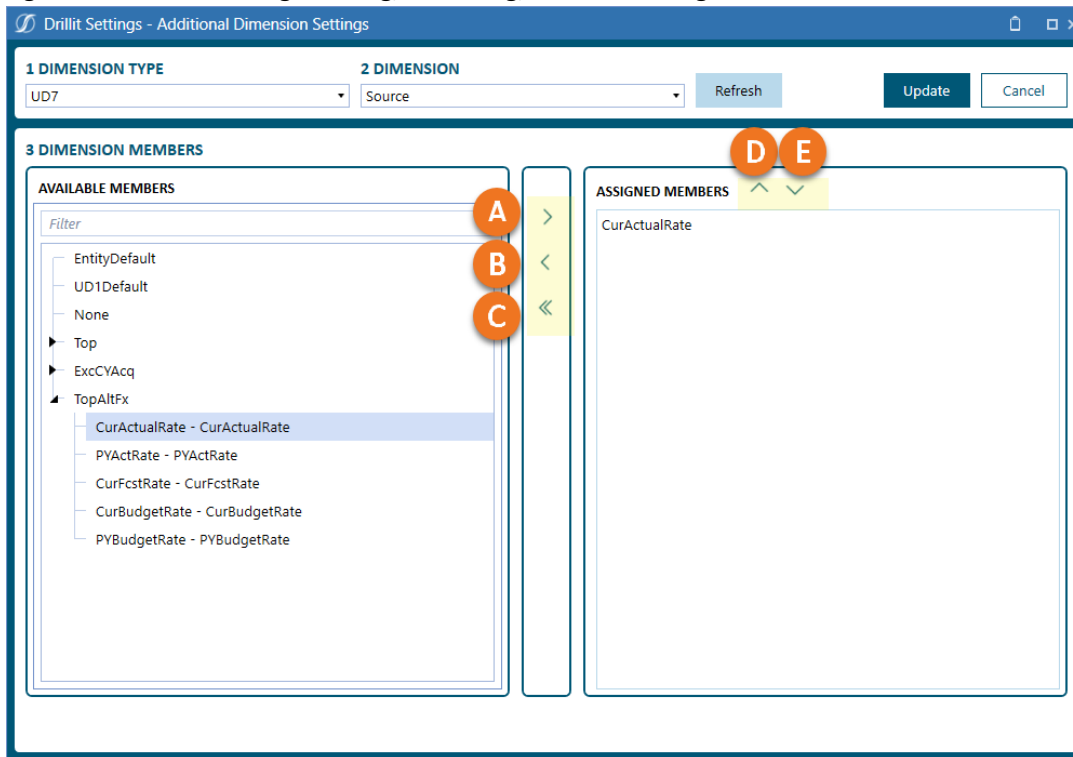 Drillit Settings - Additional Dimension Settings
1 DIMENSION TYPE
2 DIMENSION
UD7
Source
Refresh
Update
Cancel
3 DIMENSION MEMBERS
D E
AVAILABLE MEMBERS
ASSIGNED MEMBERS
Filter
A
CurActualRate
EntityDefault
B
UD1Default
None
C
Top
ExcCYAcq
TopAltFx
CurActualRate - CurActualRate
PYActRate - PYActRate
CurFcstRate - CurFcstRate
CurBudgetRate - CurBudgetRate
PYBudgetRate - PYBudgetRate